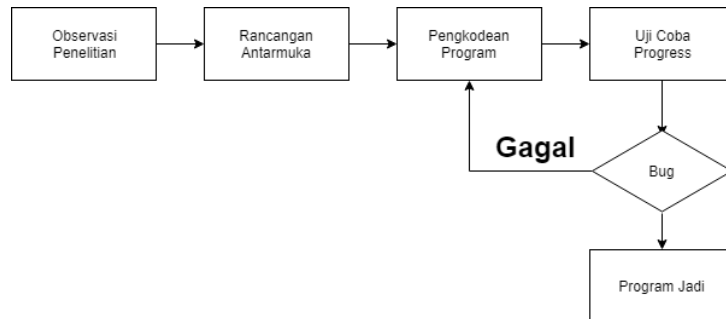 Observasi
Penelitian
Rancangan
Antarmuka
Pengkodean
Program
Uji Coba
Progress
Gagal
Bug
Program Jadi